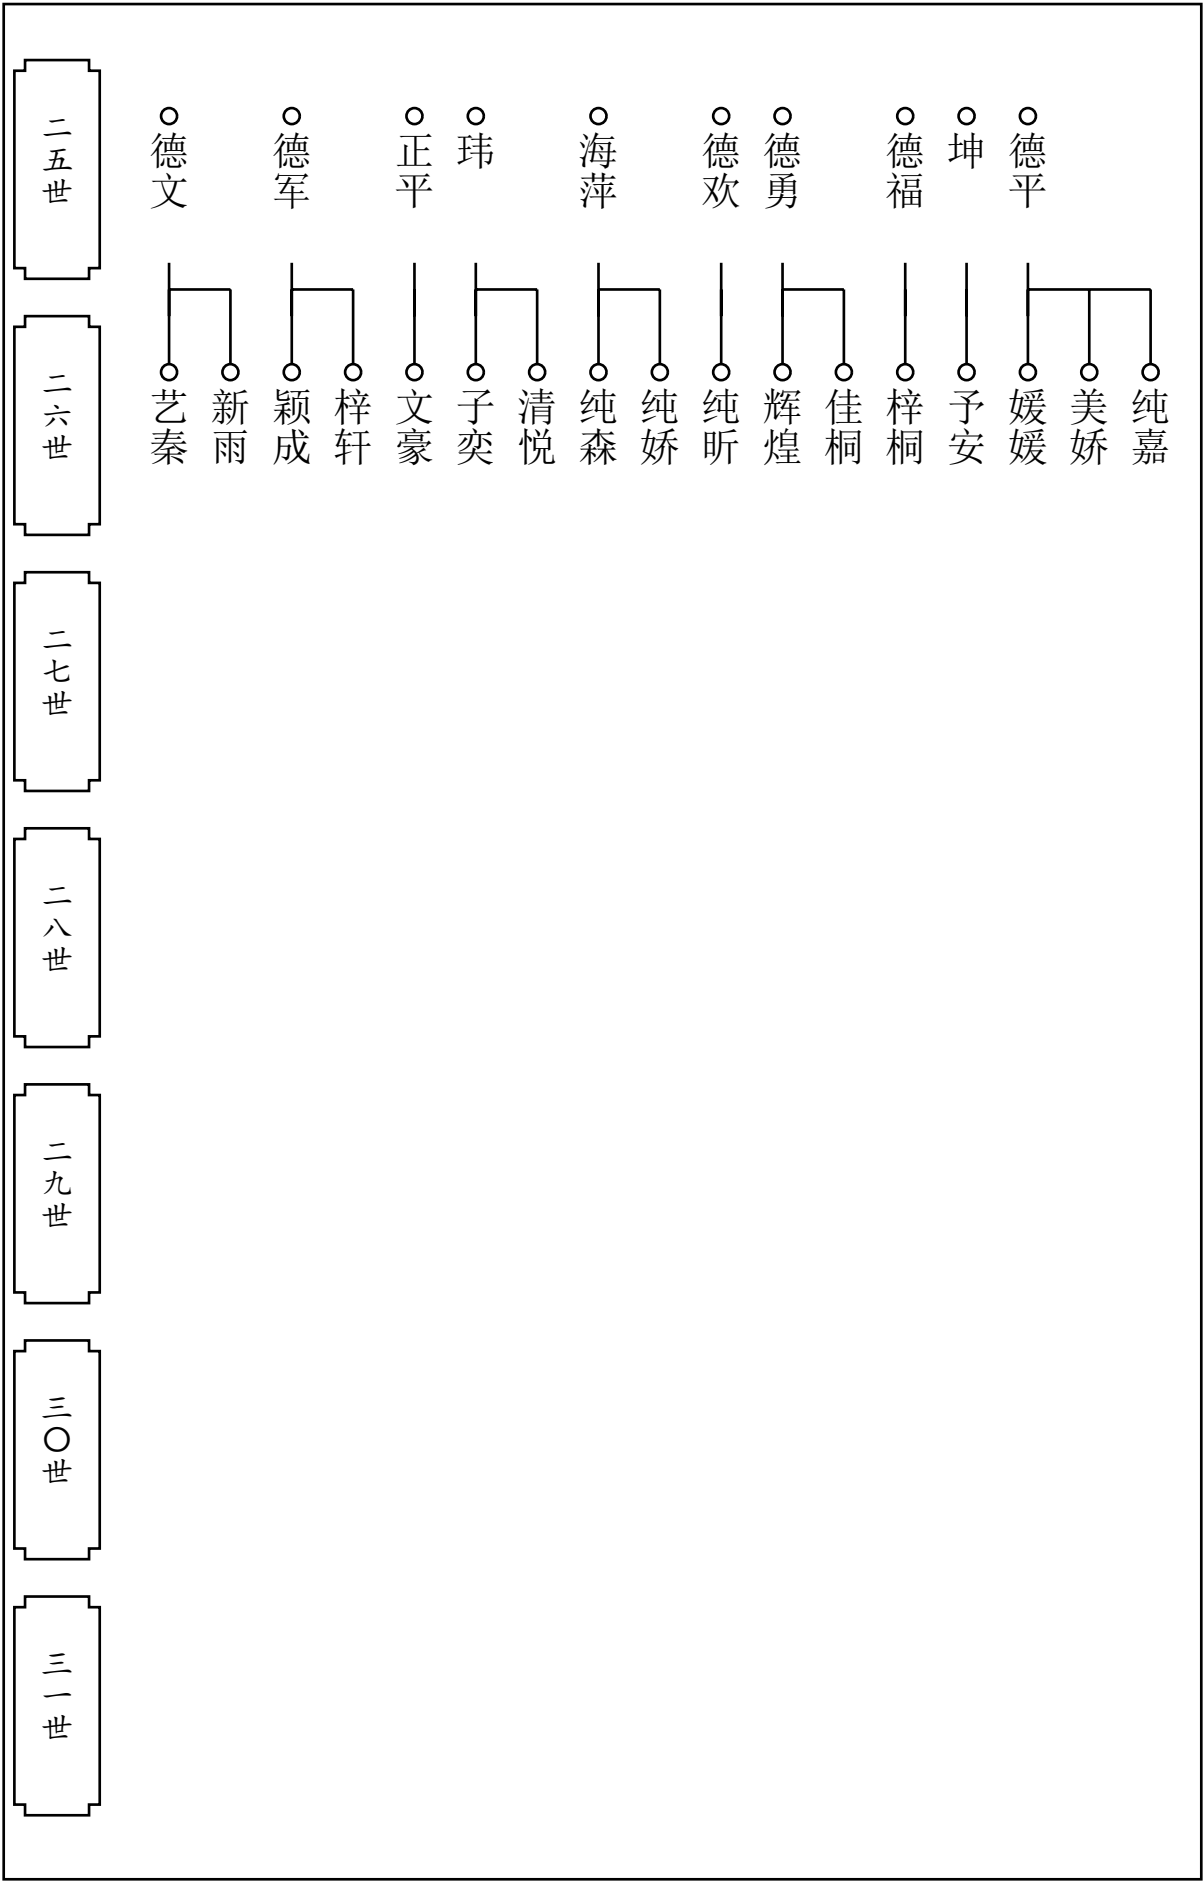 二五世
德文
德军
正平
玮
海萍
德欢
德勇
德福
坤
德平
二六世
艺秦
新雨
颖成
梓轩
文豪
子奕
清悦
纯森
纯娇
纯昕
辉煌
佳桐
梓桐
予安
媛媛
美娇
纯嘉
二七世
二八世
二九世
三〇世
三一世